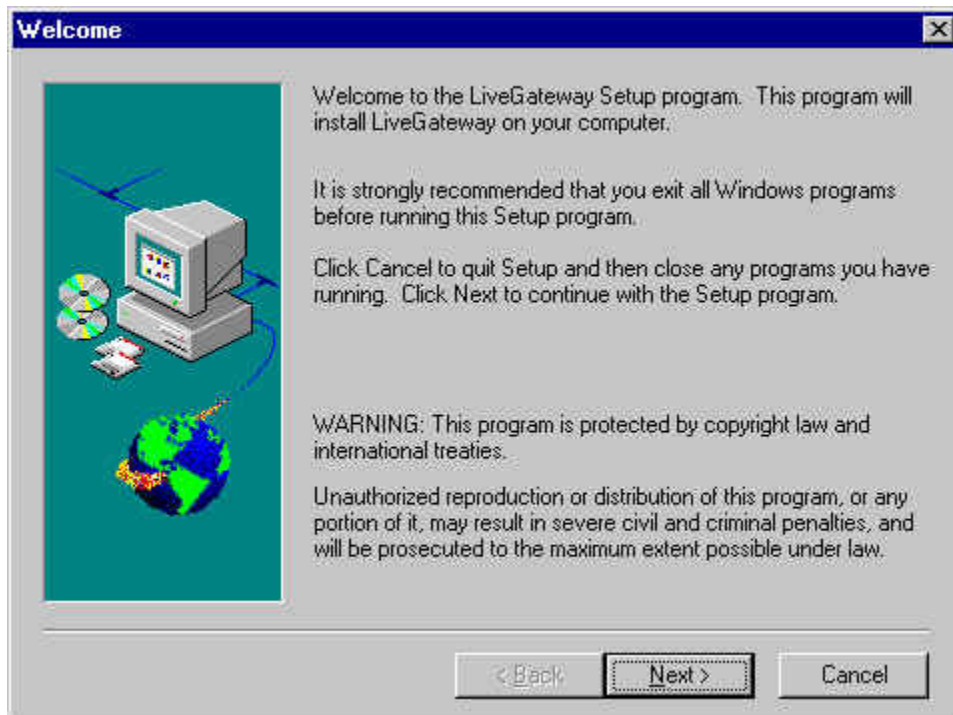 Welcome
Welcome to the LiveGateway Setup program. This program will
install LiveGateway on your computer.
It is strongly recommended that you exit all Windows programs
before running this Setup program.
Click Cancel to quit Setup and then close any programs you have
running. Click Next to continue with the Setup program.
WARNING: This program is protected by copyright law and
international treaties.
Unauthorized reproduction or distribution of this program, or any
portion of it, may result in severe civil and criminal penalties, and
will be prosecuted to the maximum extent possible under law.
< Back
Next >
Cancel